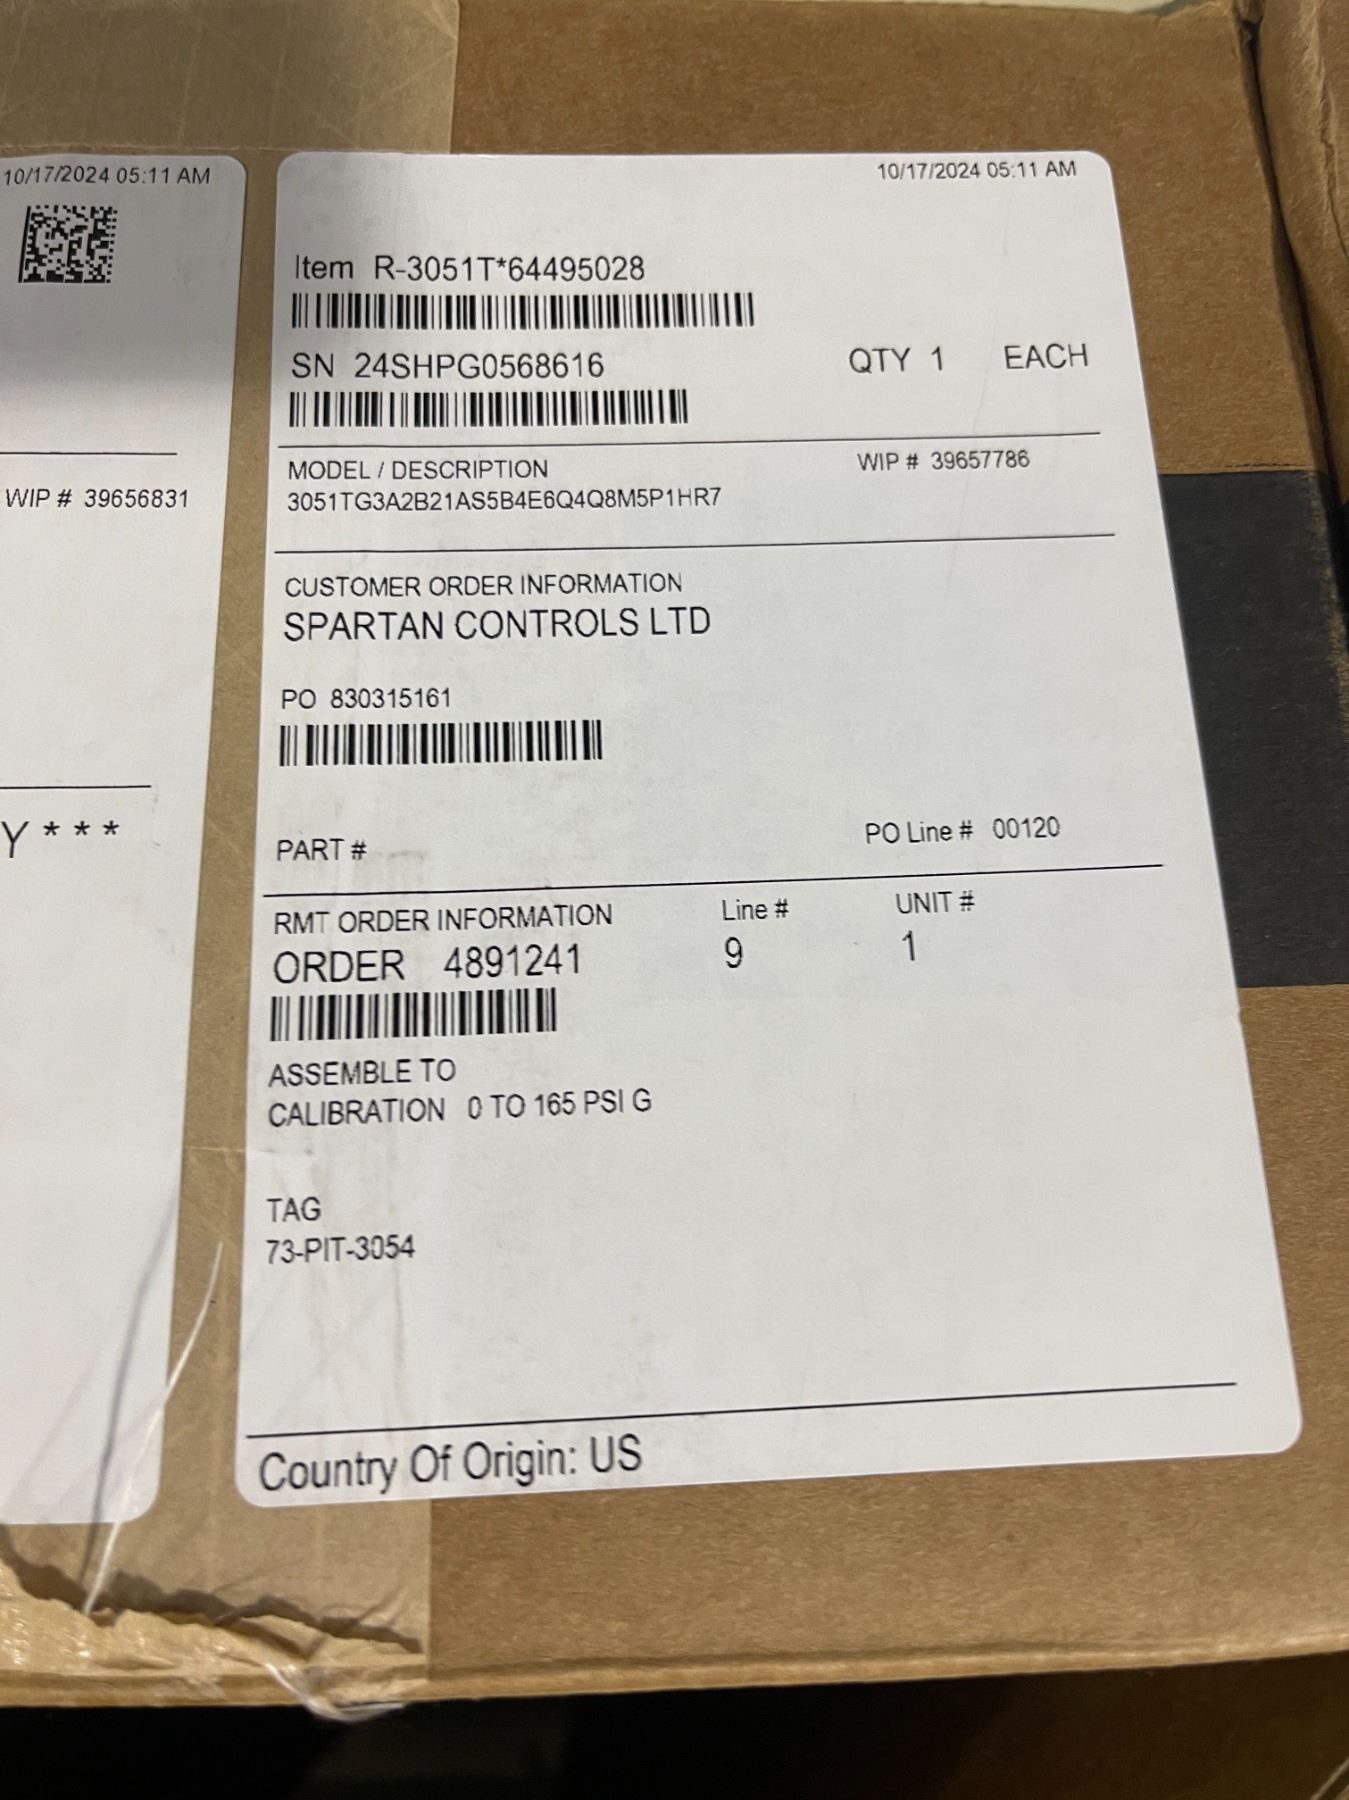 10/17/2024 05:11 AM
WIP # 39656831
Y * * *
10/17/2024 05:11 AM
Item R-3051T*64495028
SN 24SHPG0568616 QTY 1 EACH
MODEL / DESCRIPTION WIP # 39657786
3051TG3A2B21AS5B4E6Q4Q8M5P1HR7
CUSTOMER ORDER INFORMATION
SPARTAN CONTROLS LTD
PO 830315161
PART # PO Line # 00120
RMT ORDER INFORMATION Line # UNIT #
ORDER 4891241 9 1
ASSEMBLE TO
CALIBRATION 0 TO 165 PSI G
TAG
73-PIT-3054
Country Of Origin: US